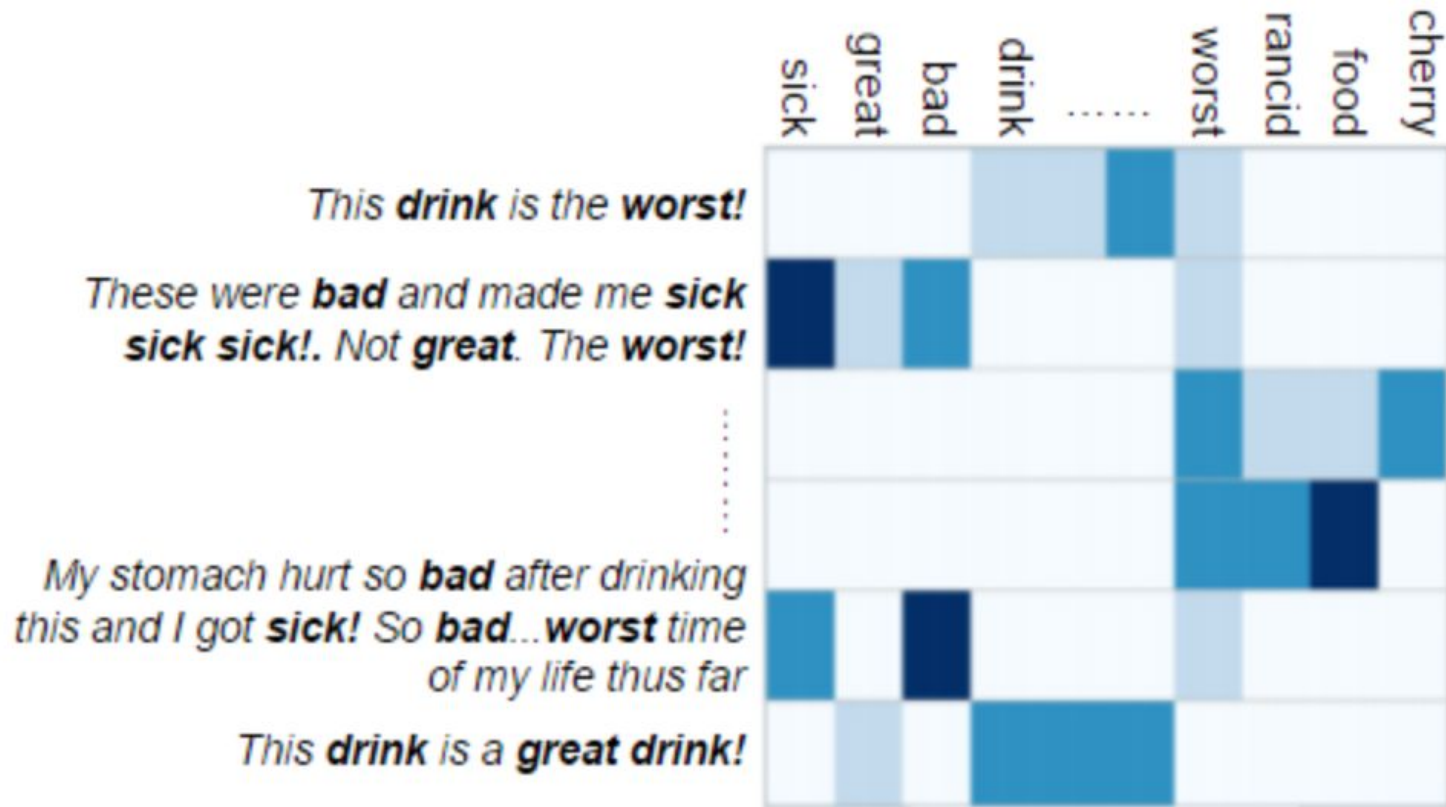 sick great bad drink ...... worst rancid food cherry
This drink is the worst!
These were bad and made me sick
sick sick!. Not great. The worst!
My stomach hurt so bad after drinking
this and I got sick! So bad...worst time
of my life thus far
This drink is a great drink!